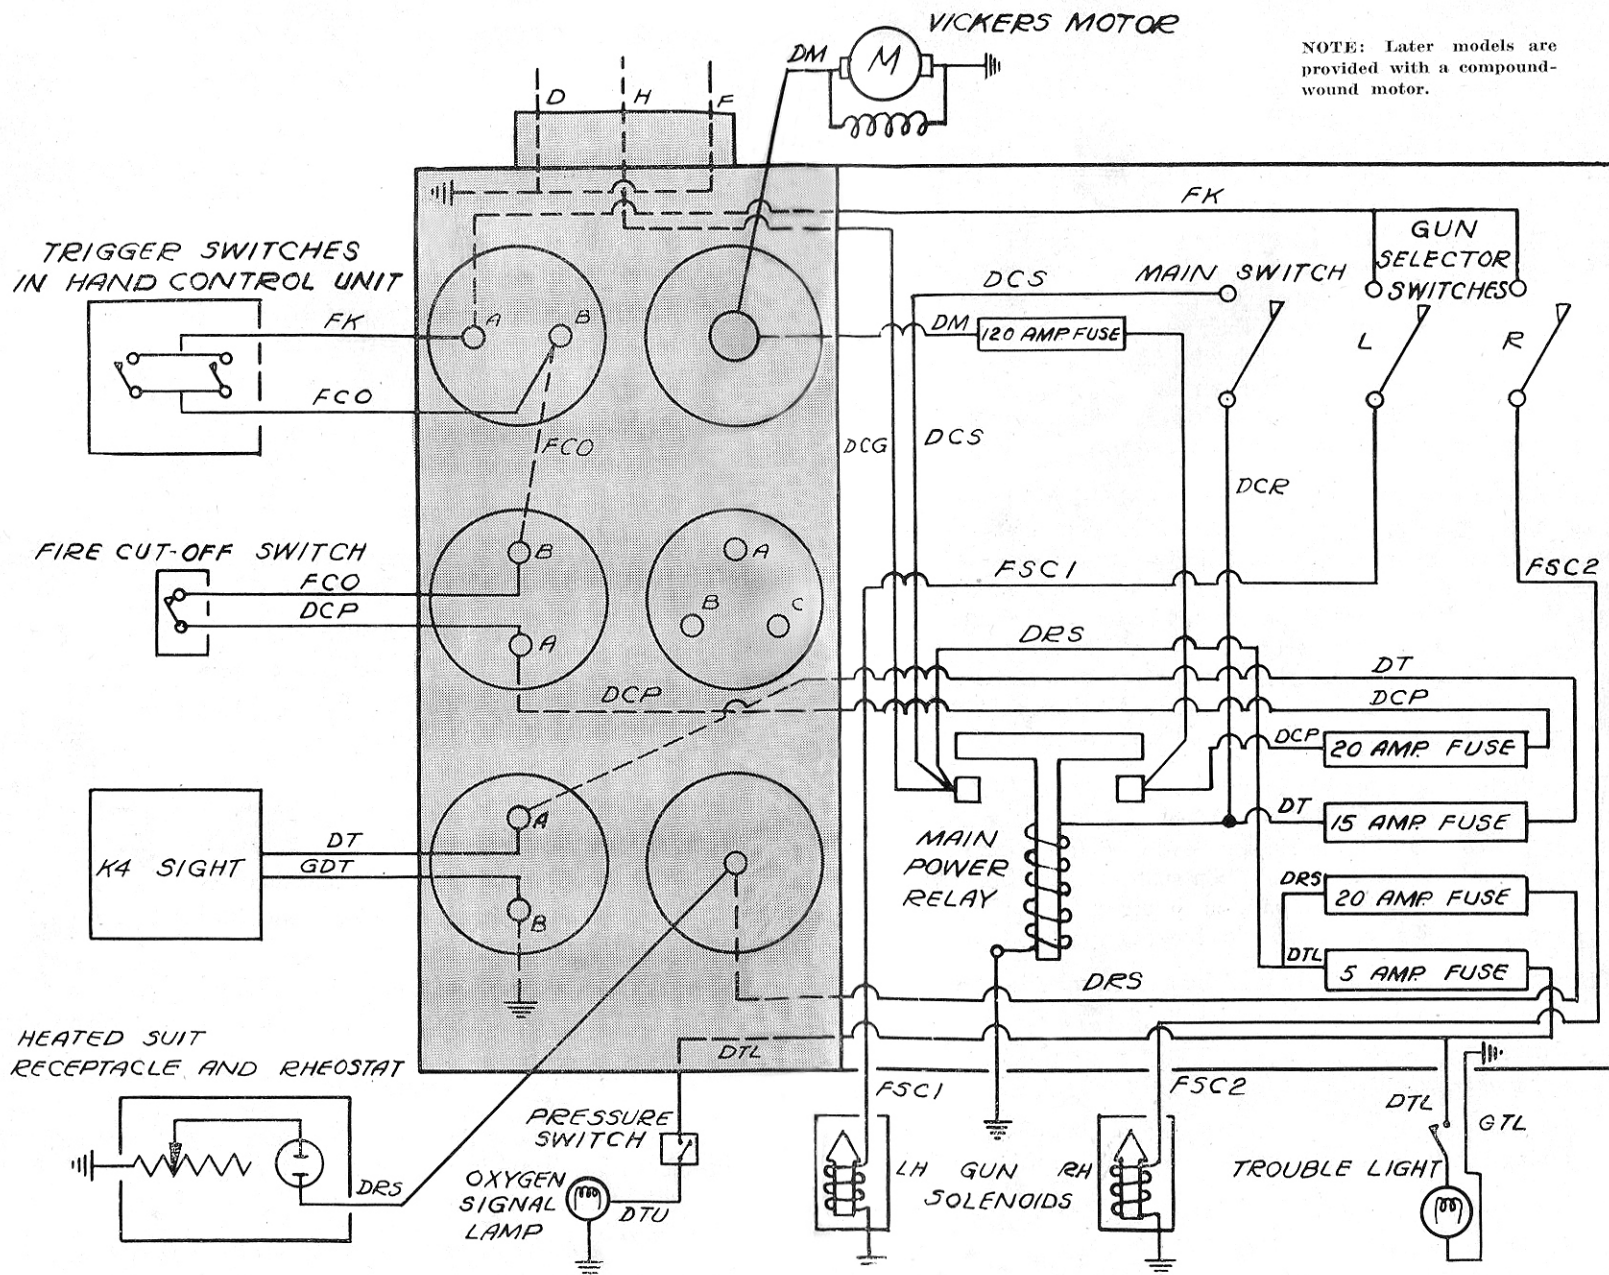 VICKERS MOTOR
NOTE: Later models are
provided with a compound-
wound motor.
DM
M
D
H
F
FK
TRIGGER SWITCHES
IN HAND CONTROL UNIT
GUN
SELECTOR
SWITCHES
MAIN SWITCH
DCS
FK
A
B
DM
120 AMP. FUSE
L
R
FCO
FCO
DCG
DCS
DCR
FIRE CUT-OFF SWITCH
FCO
DCP
B
A
A
B
C
FSC1
FSC2
DRS
DT
DCP
DCP
DCP
20 AMP. FUSE
K4 SIGHT
DT
GDT
A
B
MAIN
POWER
RELAY
DT
15 AMP. FUSE
DRS
20 AMP. FUSE
DTL
5 AMP. FUSE
DRS
HEATED SUIT
RECEPTACLE AND RHEOSTAT
DTL
FSC1
FSC2
DTL
GTL
PRESSURE
SWITCH
OXYGEN
SIGNAL
LAMP
DRS
DTU
LH GUN RH
SOLENOIDS
TROUBLE LIGHT